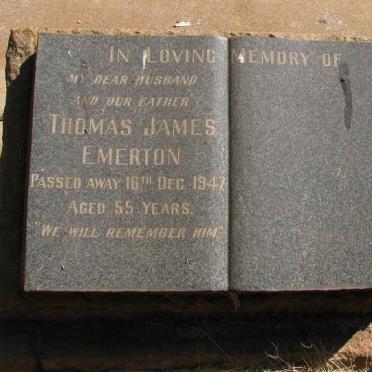 IN LOVING MEMORY OF
MY DEAR HUSBAND
AND OUR FATHER
THOMAS JAMES
EMERTON
PASSED AWAY 16TH DEC. 1947
AGED 55 YEARS.
"WE WILL REMEMBER HIM"